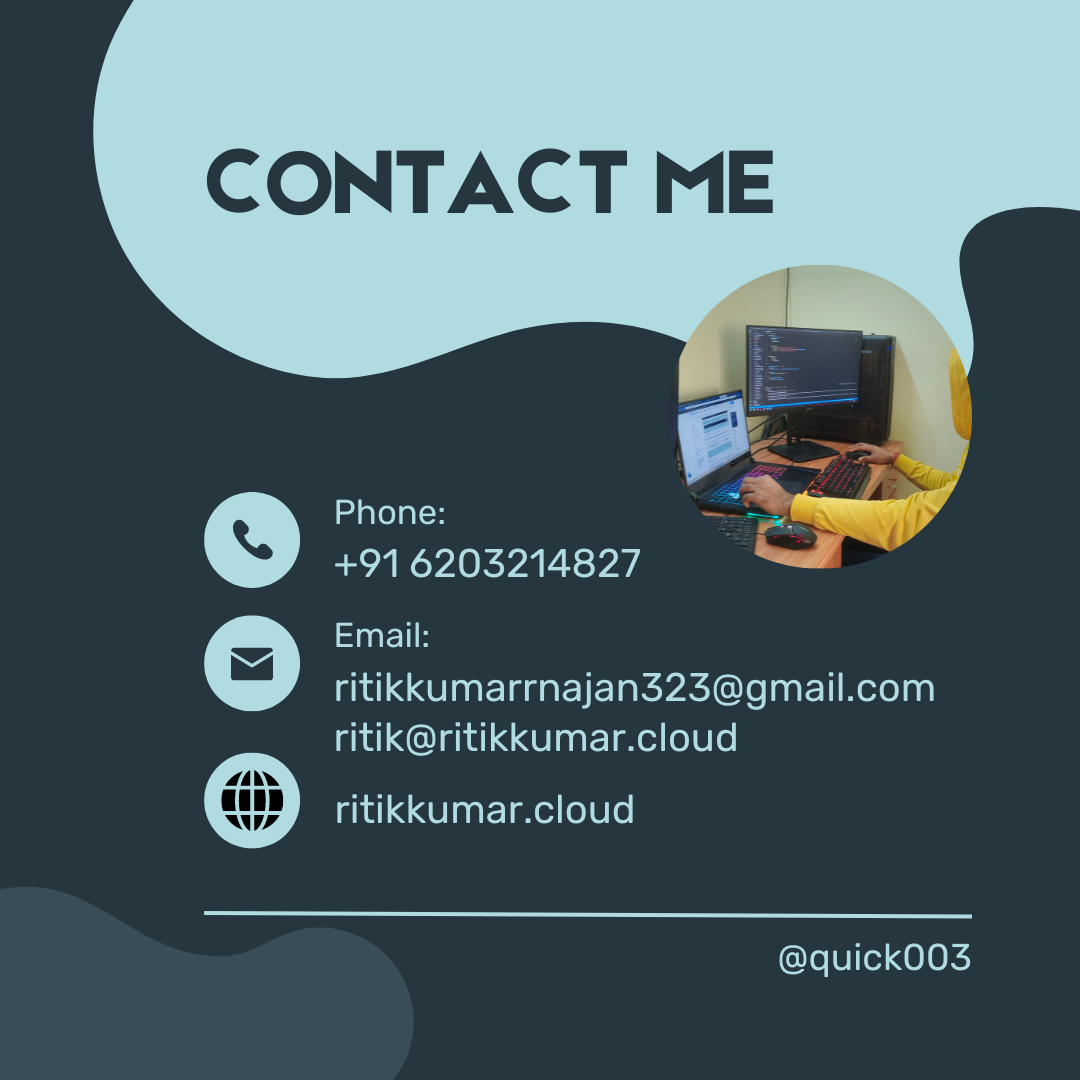 CONTACT ME
Phone:
+91 6203214827
Email:
ritikkumarrnajan323@gmail.com
ritik@ritikkumar.cloud
ritikkumar.cloud
@quick003